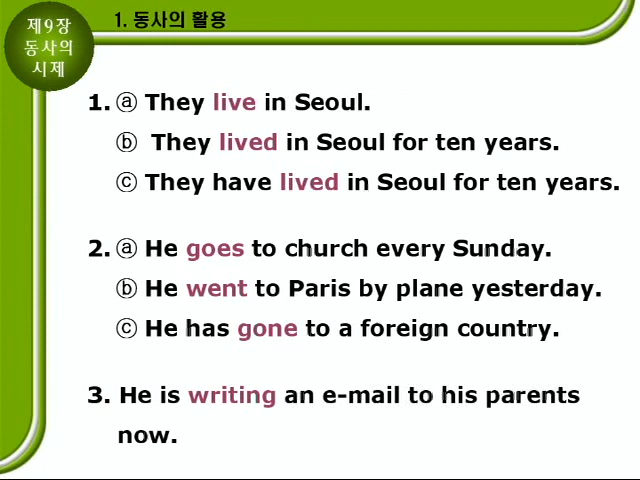 제9장
동사의
시제
1. 동사의 활용
1. ⓐ They live in Seoul.
ⓑ They lived in Seoul for ten years.
ⓒ They have lived in Seoul for ten years.
2. ⓐ He goes to church every Sunday.
ⓑ He went to Paris by plane yesterday.
ⓒ He has gone to a foreign country.
3. He is writing an e-mail to his parents
now.